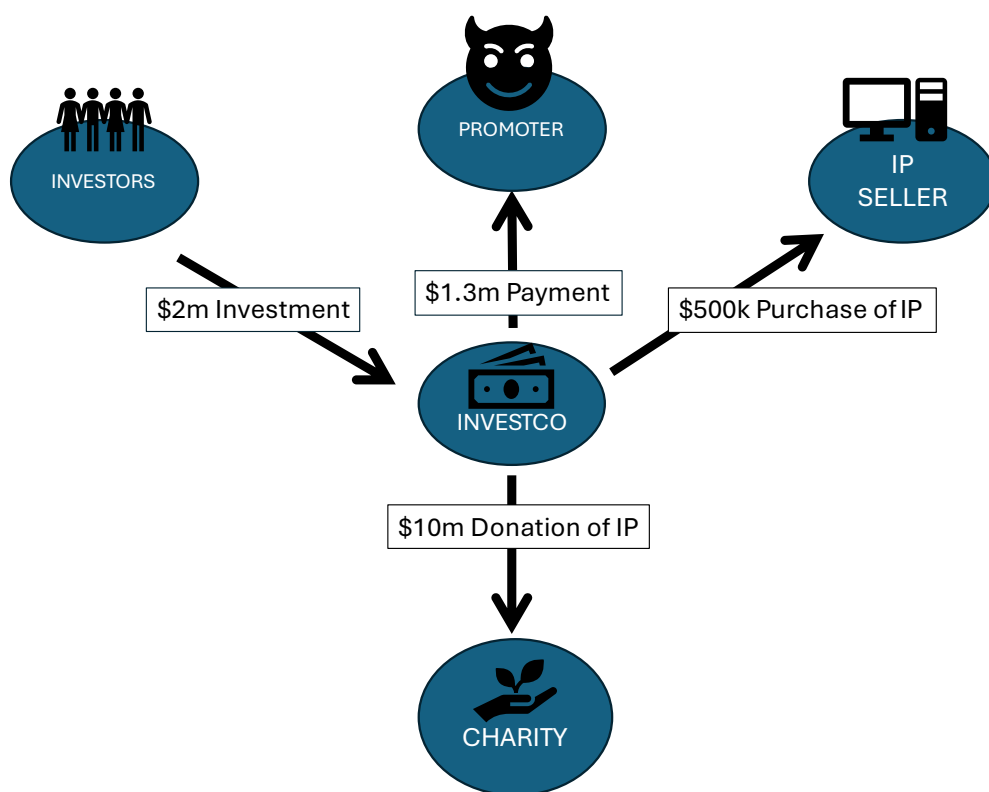 PROMOTER
INVESTORS
IP
SELLER
$2m Investment
$1.3m Payment
$500k Purchase of IP
INVESTCO
$10m Donation of IP
CHARITY